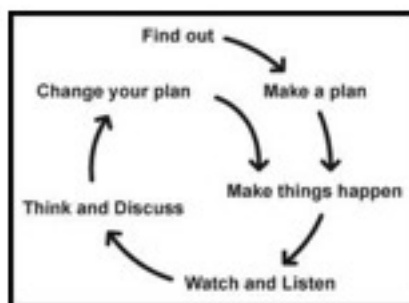 Find out
Change your plan
Make a plan
Make things happen
Think and Discuss
Watch and Listen